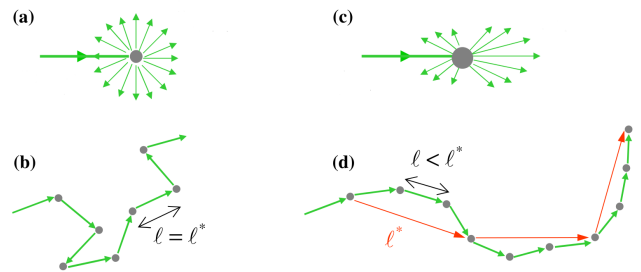 (a)
(c)
(b)
ℓ = ℓ*
(d)
ℓ < ℓ*
ℓ*